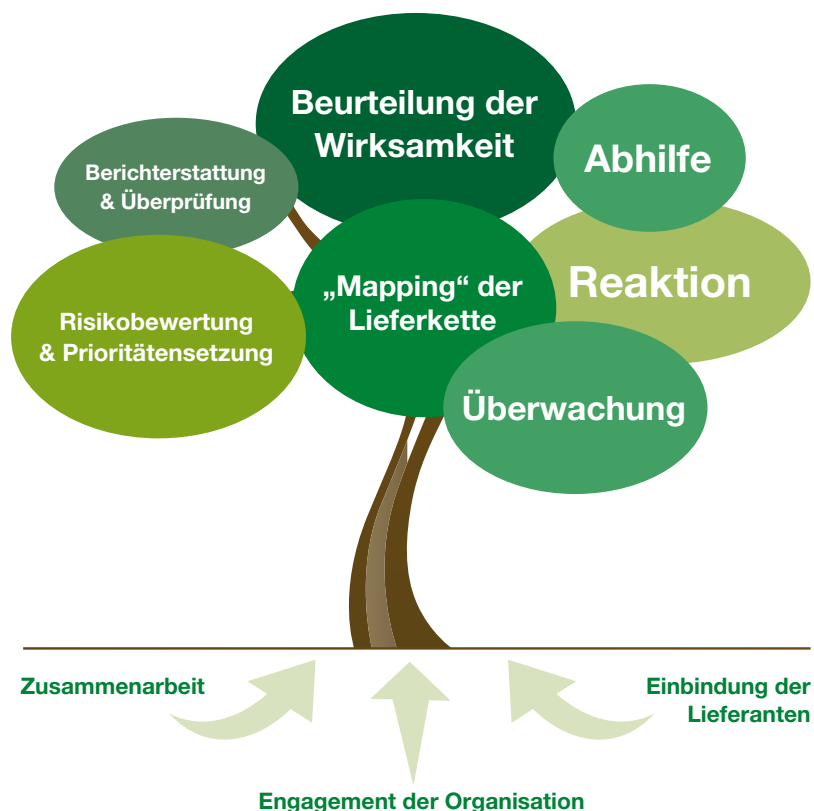 Beurteilung der
Wirksamkeit
Abhilfe
Berichterstattung
& Überprüfung
Reaktion
„Mapping“ der
Lieferkette
Risikobewertung
& Prioritätensetzung
Überwachung
Zusammenarbeit
Einbindung der
Lieferanten
Engagement der Organisation